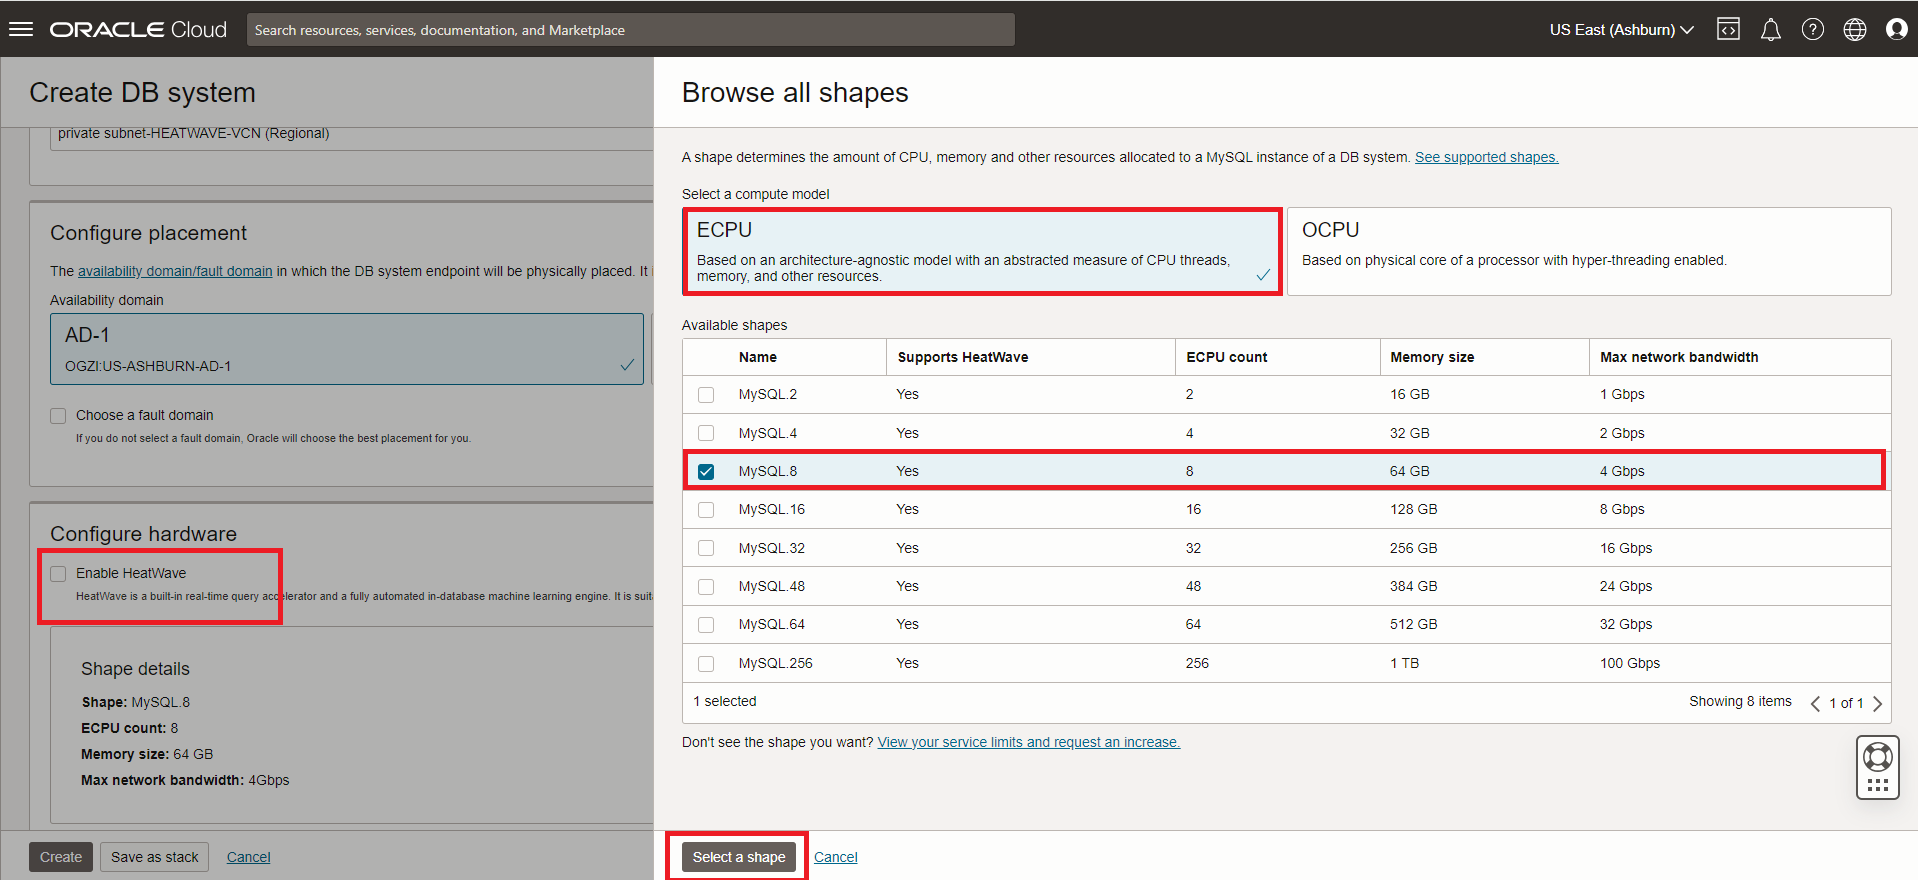 ORACLE Cloud
Search resources, services, documentation, and Marketplace
US East (Ashburn)
Create DB system
private subnet-HEATWAVE-VCN (Regional)
Configure placement
The availability domain/fault domain in which the DB system endpoint will be physically placed. It
Availability domain
AD-1
OGZI:US-ASHBURN-AD-1
Choose a fault domain
If you do not select a fault domain, Oracle will choose the best placement for you.
Configure hardware
Enable HeatWave
HeatWave is a built-in real-time query accelerator and a fully automated in-database machine learning engine. It is suit
Shape details
Shape: MySQL.8
ECPU count: 8
Memory size: 64 GB
Max network bandwidth: 4Gbps
Create Save as stack Cancel
Browse all shapes
A shape determines the amount of CPU, memory and other resources allocated to a MySQL instance of a DB system. See supported shapes.
Select a compute model
ECPU
Based on an architecture-agnostic model with an abstracted measure of CPU threads,
memory, and other resources.
OCPU
Based on physical core of a processor with hyper-threading enabled.
Available shapes
Name Supports HeatWave ECPU count Memory size Max network bandwidth
MySQL.2 Yes 2 16 GB 1 Gbps
MySQL.4 Yes 4 32 GB 2 Gbps
MySQL.8 Yes 8 64 GB 4 Gbps
MySQL.16 Yes 16 128 GB 8 Gbps
MySQL.32 Yes 32 256 GB 16 Gbps
MySQL.48 Yes 48 384 GB 24 Gbps
MySQL.64 Yes 64 512 GB 32 Gbps
MySQL.256 Yes 256 1 TB 100 Gbps
1 selected Showing 8 items 1 of 1
Don't see the shape you want? View your service limits and request an increase.
Select a shape Cancel